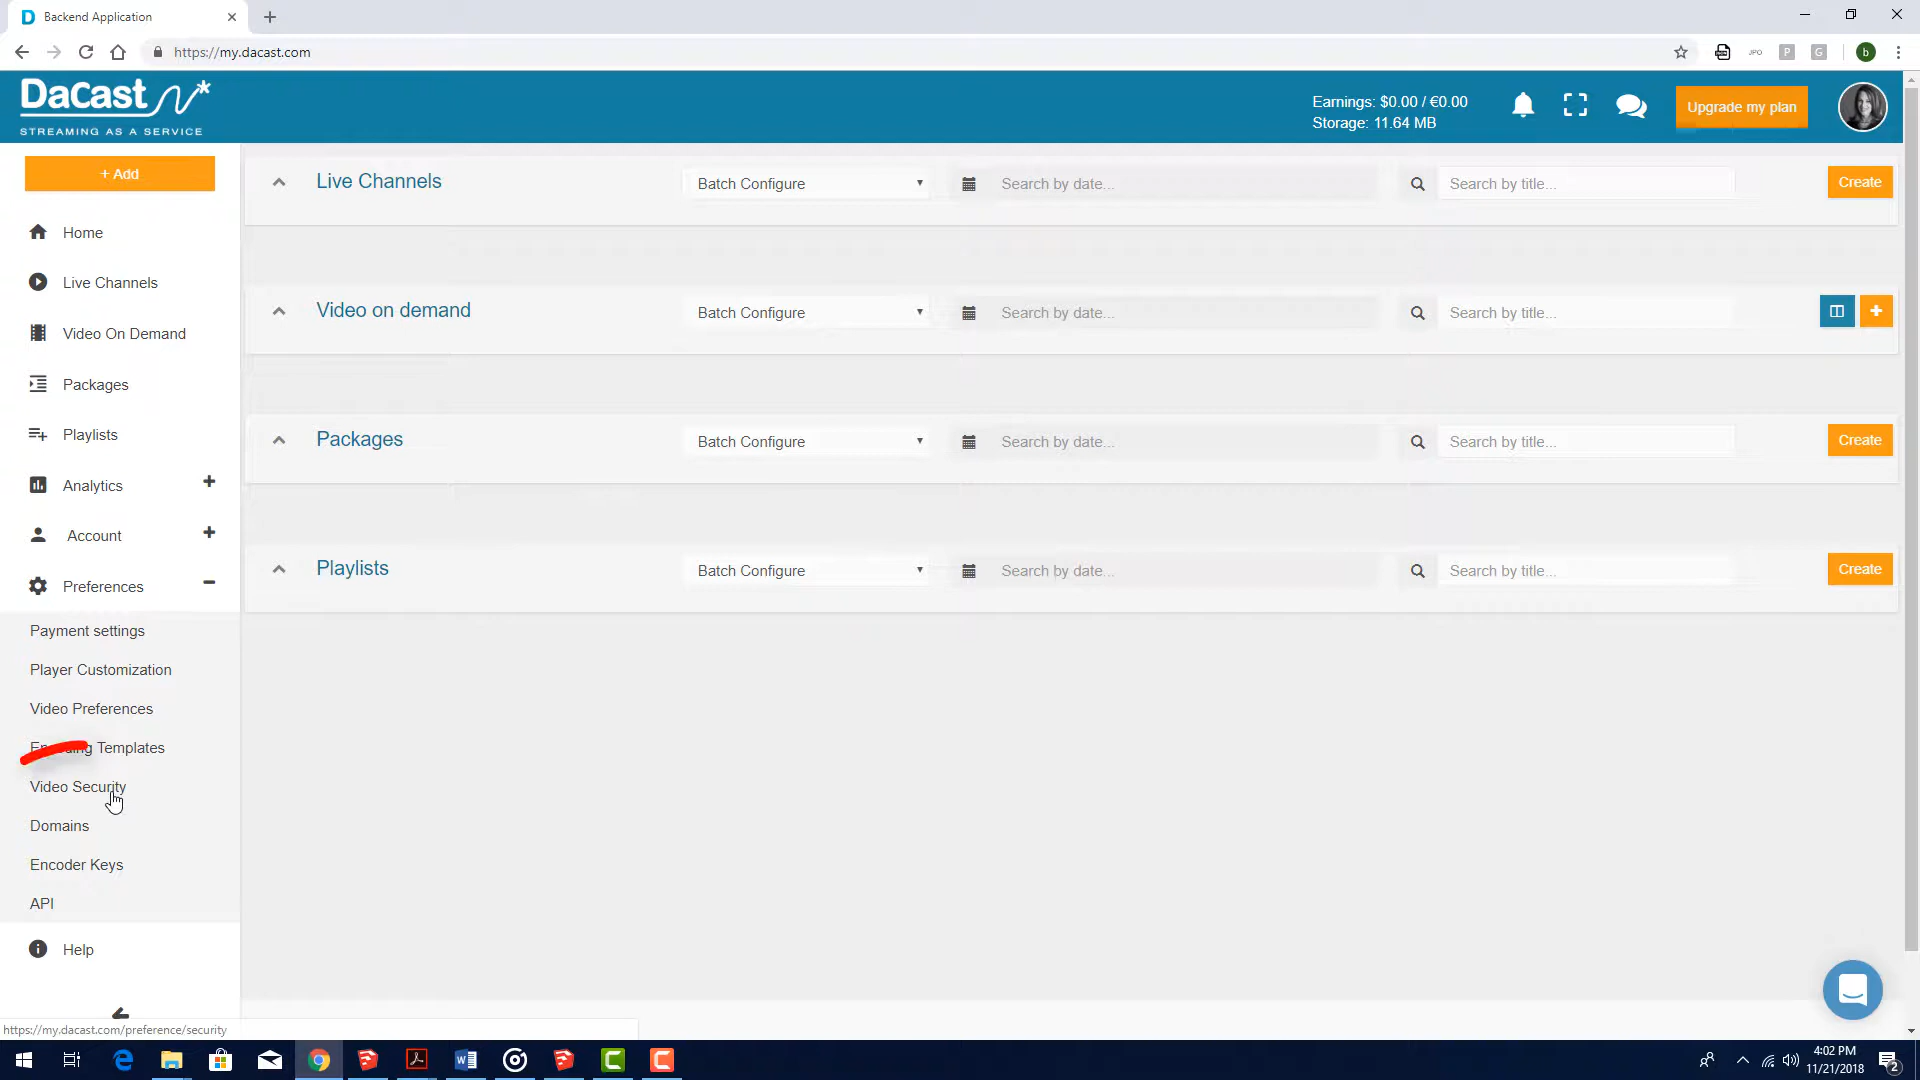 Backend Application
https://my.dacast.com
DaCast
STREAMING AS A SERVICE
Earnings: $0.00 / €0.00
Storage: 11.64 MB
Upgrade my plan
+ Add
Home
Live Channels
Video On Demand
Packages
Playlists
Analytics
Account
Preferences
Payment settings
Player Customization
Video Preferences
Encoding Templates
Video Security
Domains
Encoder Keys
API
Help
Live Channels Batch Configure Search by date... Search by title... Create
Video on demand Batch Configure Search by date... Search by title...
Packages Batch Configure Search by date... Search by title... Create
Playlists Batch Configure Search by date... Search by title... Create
https://my.dacast.com/preference/security
4:02 PM
11/21/2018
2